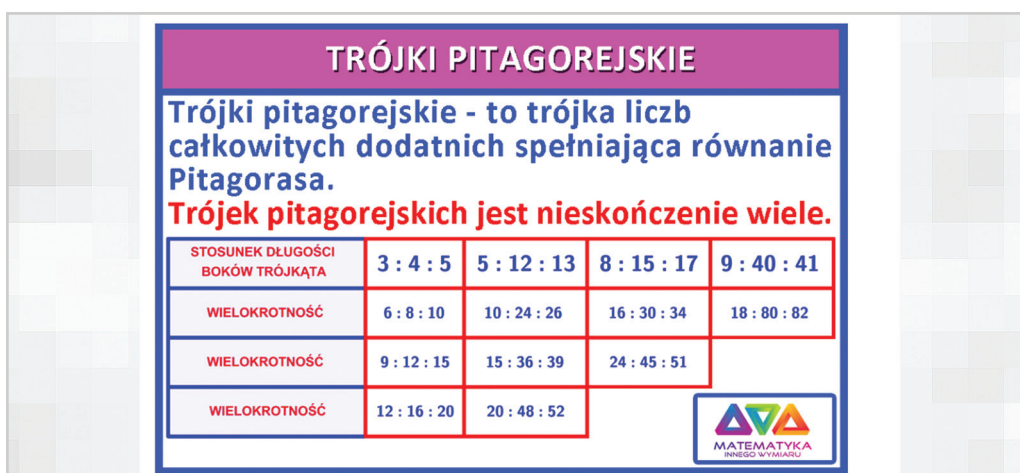 TRÓJKI PITAGOREJSKIE
Trójki pitagorejskie - to trójka liczb
całkowitych dodatnich spełniająca równanie
Pitagorasa.
Trójek pitagorejskich jest nieskończenie wiele.
STOSUNEK DŁUGOŚCI
BOKÓW TRÓJKĄTA
3 : 4 : 5 5 : 12 : 13 8 : 15 : 17 9 : 40 : 41
WIELOKROTNOŚĆ 6 : 8 : 10 10 : 24 : 26 16 : 30 : 34 18 : 80 : 82
WIELOKROTNOŚĆ 9 : 12 : 15 15 : 36 : 39 24 : 45 : 51
WIELOKROTNOŚĆ 12 : 16 : 20 20 : 48 : 52
MATEMATYKA
INNEGO WYMIARU